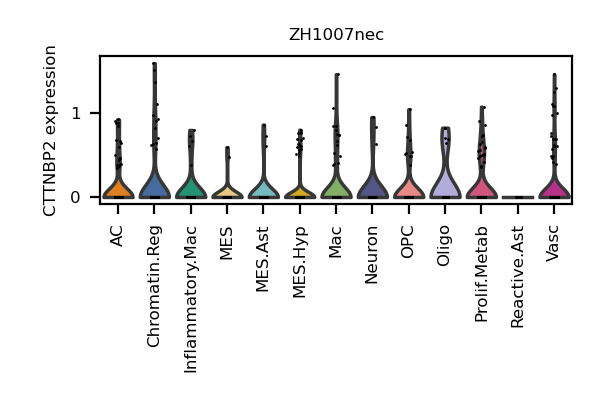 ZH1007nec
CTTNBP2 expression
1
0
AC
Chromatin.Reg
Inflammatory.Mac
MES
MES.Ast
MES.Hyp
Mac
Neuron
OPC
Oligo
Prolif.Metab
Reactive.Ast
Vasc